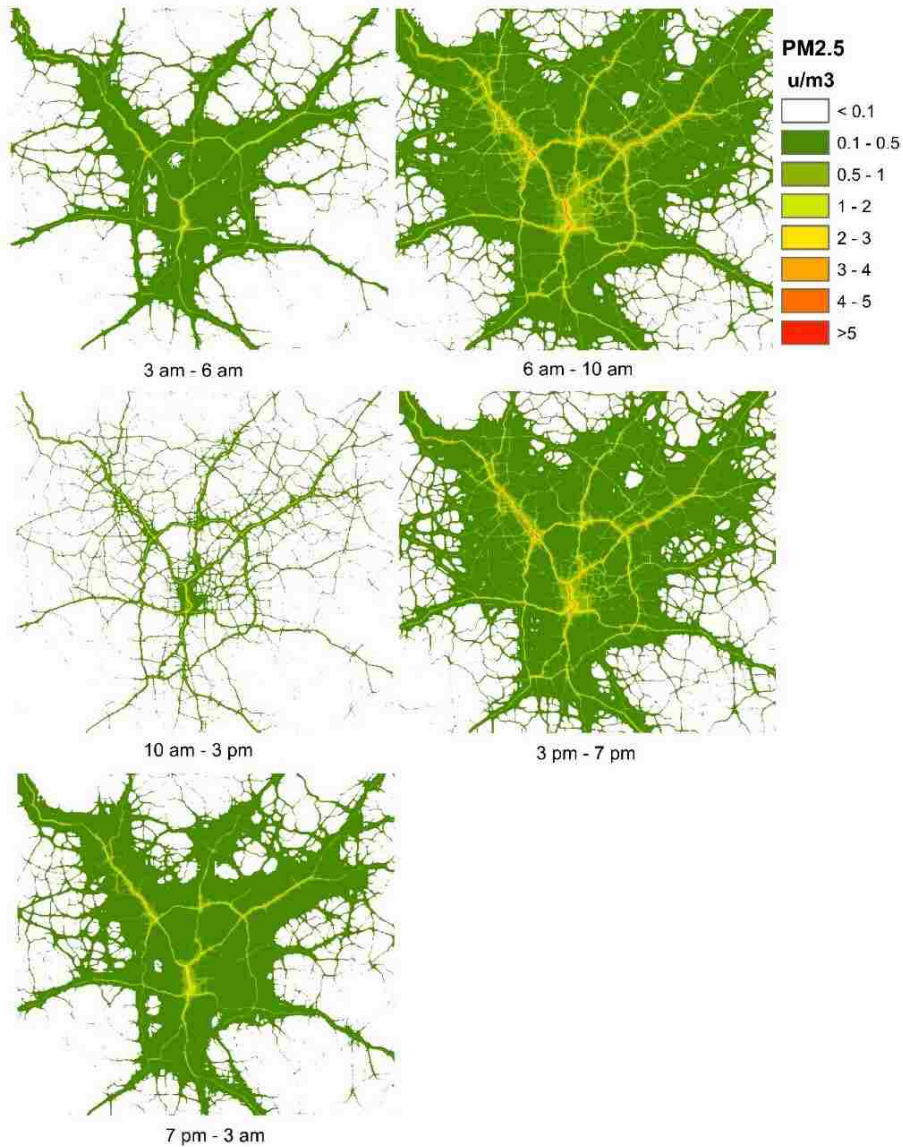 PM2.5
u/m3
< 0.1
0.1 - 0.5
0.5 - 1
1 - 2
2 - 3
3 - 4
4 - 5
>5
3 am - 6 am
6 am - 10 am
10 am - 3 pm
3 pm - 7 pm
7 pm - 3 am